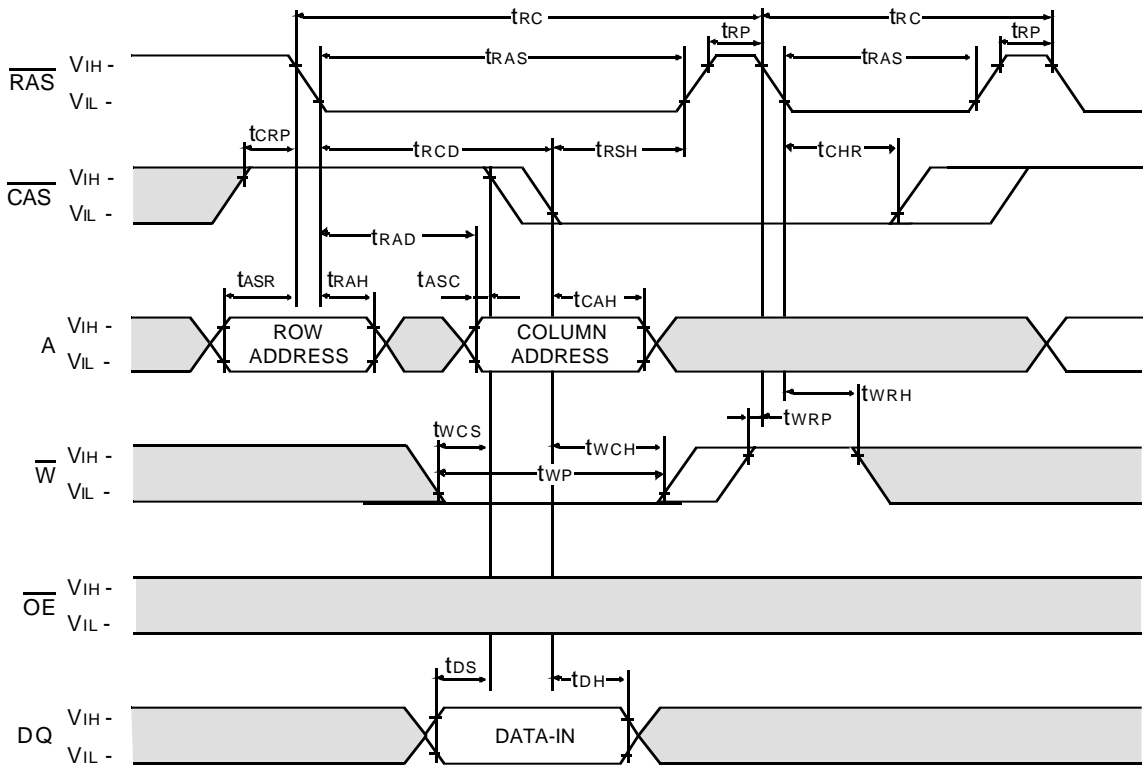 tRC tRC
tRP tRP
RAS VIH - tRAS tRAS
VIL -
tCRP tRCD tRSH tCHR
CAS VIH -
VIL -
tRAD
tASR tRAH tASC tCAH
A VIH - ROW ADDRESS COLUMN ADDRESS
VIL -
tWRH
tWRP
tWCS tWCH
W VIH - tWP
VIL -
OE VIH -
VIL -
tDS tDH
DQ VIH -
DATA-IN
VIL -